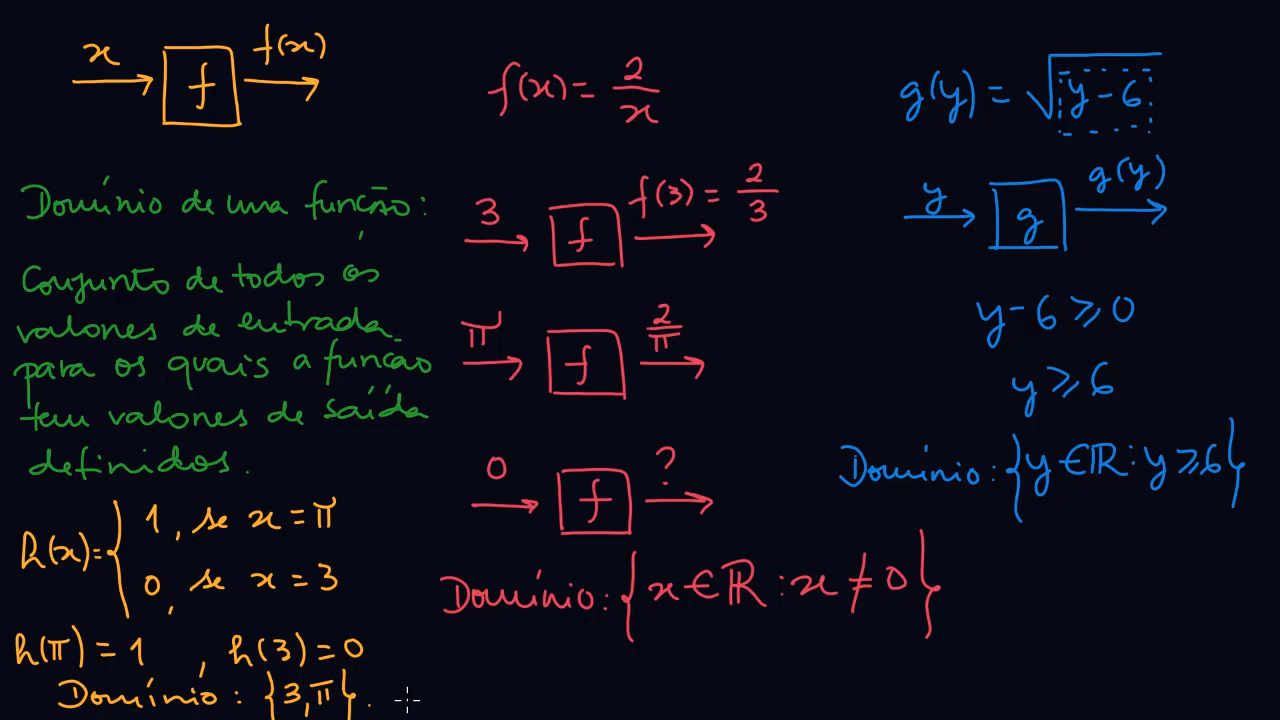 x f f(x)
Domínio de uma função:
Conjunto de todos os
valores de entrada
para os quais a função
tem valores de saída
definidos.
h(x)= { 1, se x = π
0, se x = 3
h(π) = 1 , h(3) = 0
Domínio : {3, π}.
f(x) = 2/x
3 f f(3) = 2/3
π f 2/π
0 f ?
Domínio: {x ∈ ℝ : x ≠ 0}
g(y) = √(y - 6)
y g g(y)
y - 6 ⩾ 0
y ⩾ 6
Domínio: {y ∈ ℝ : y ⩾ 6}